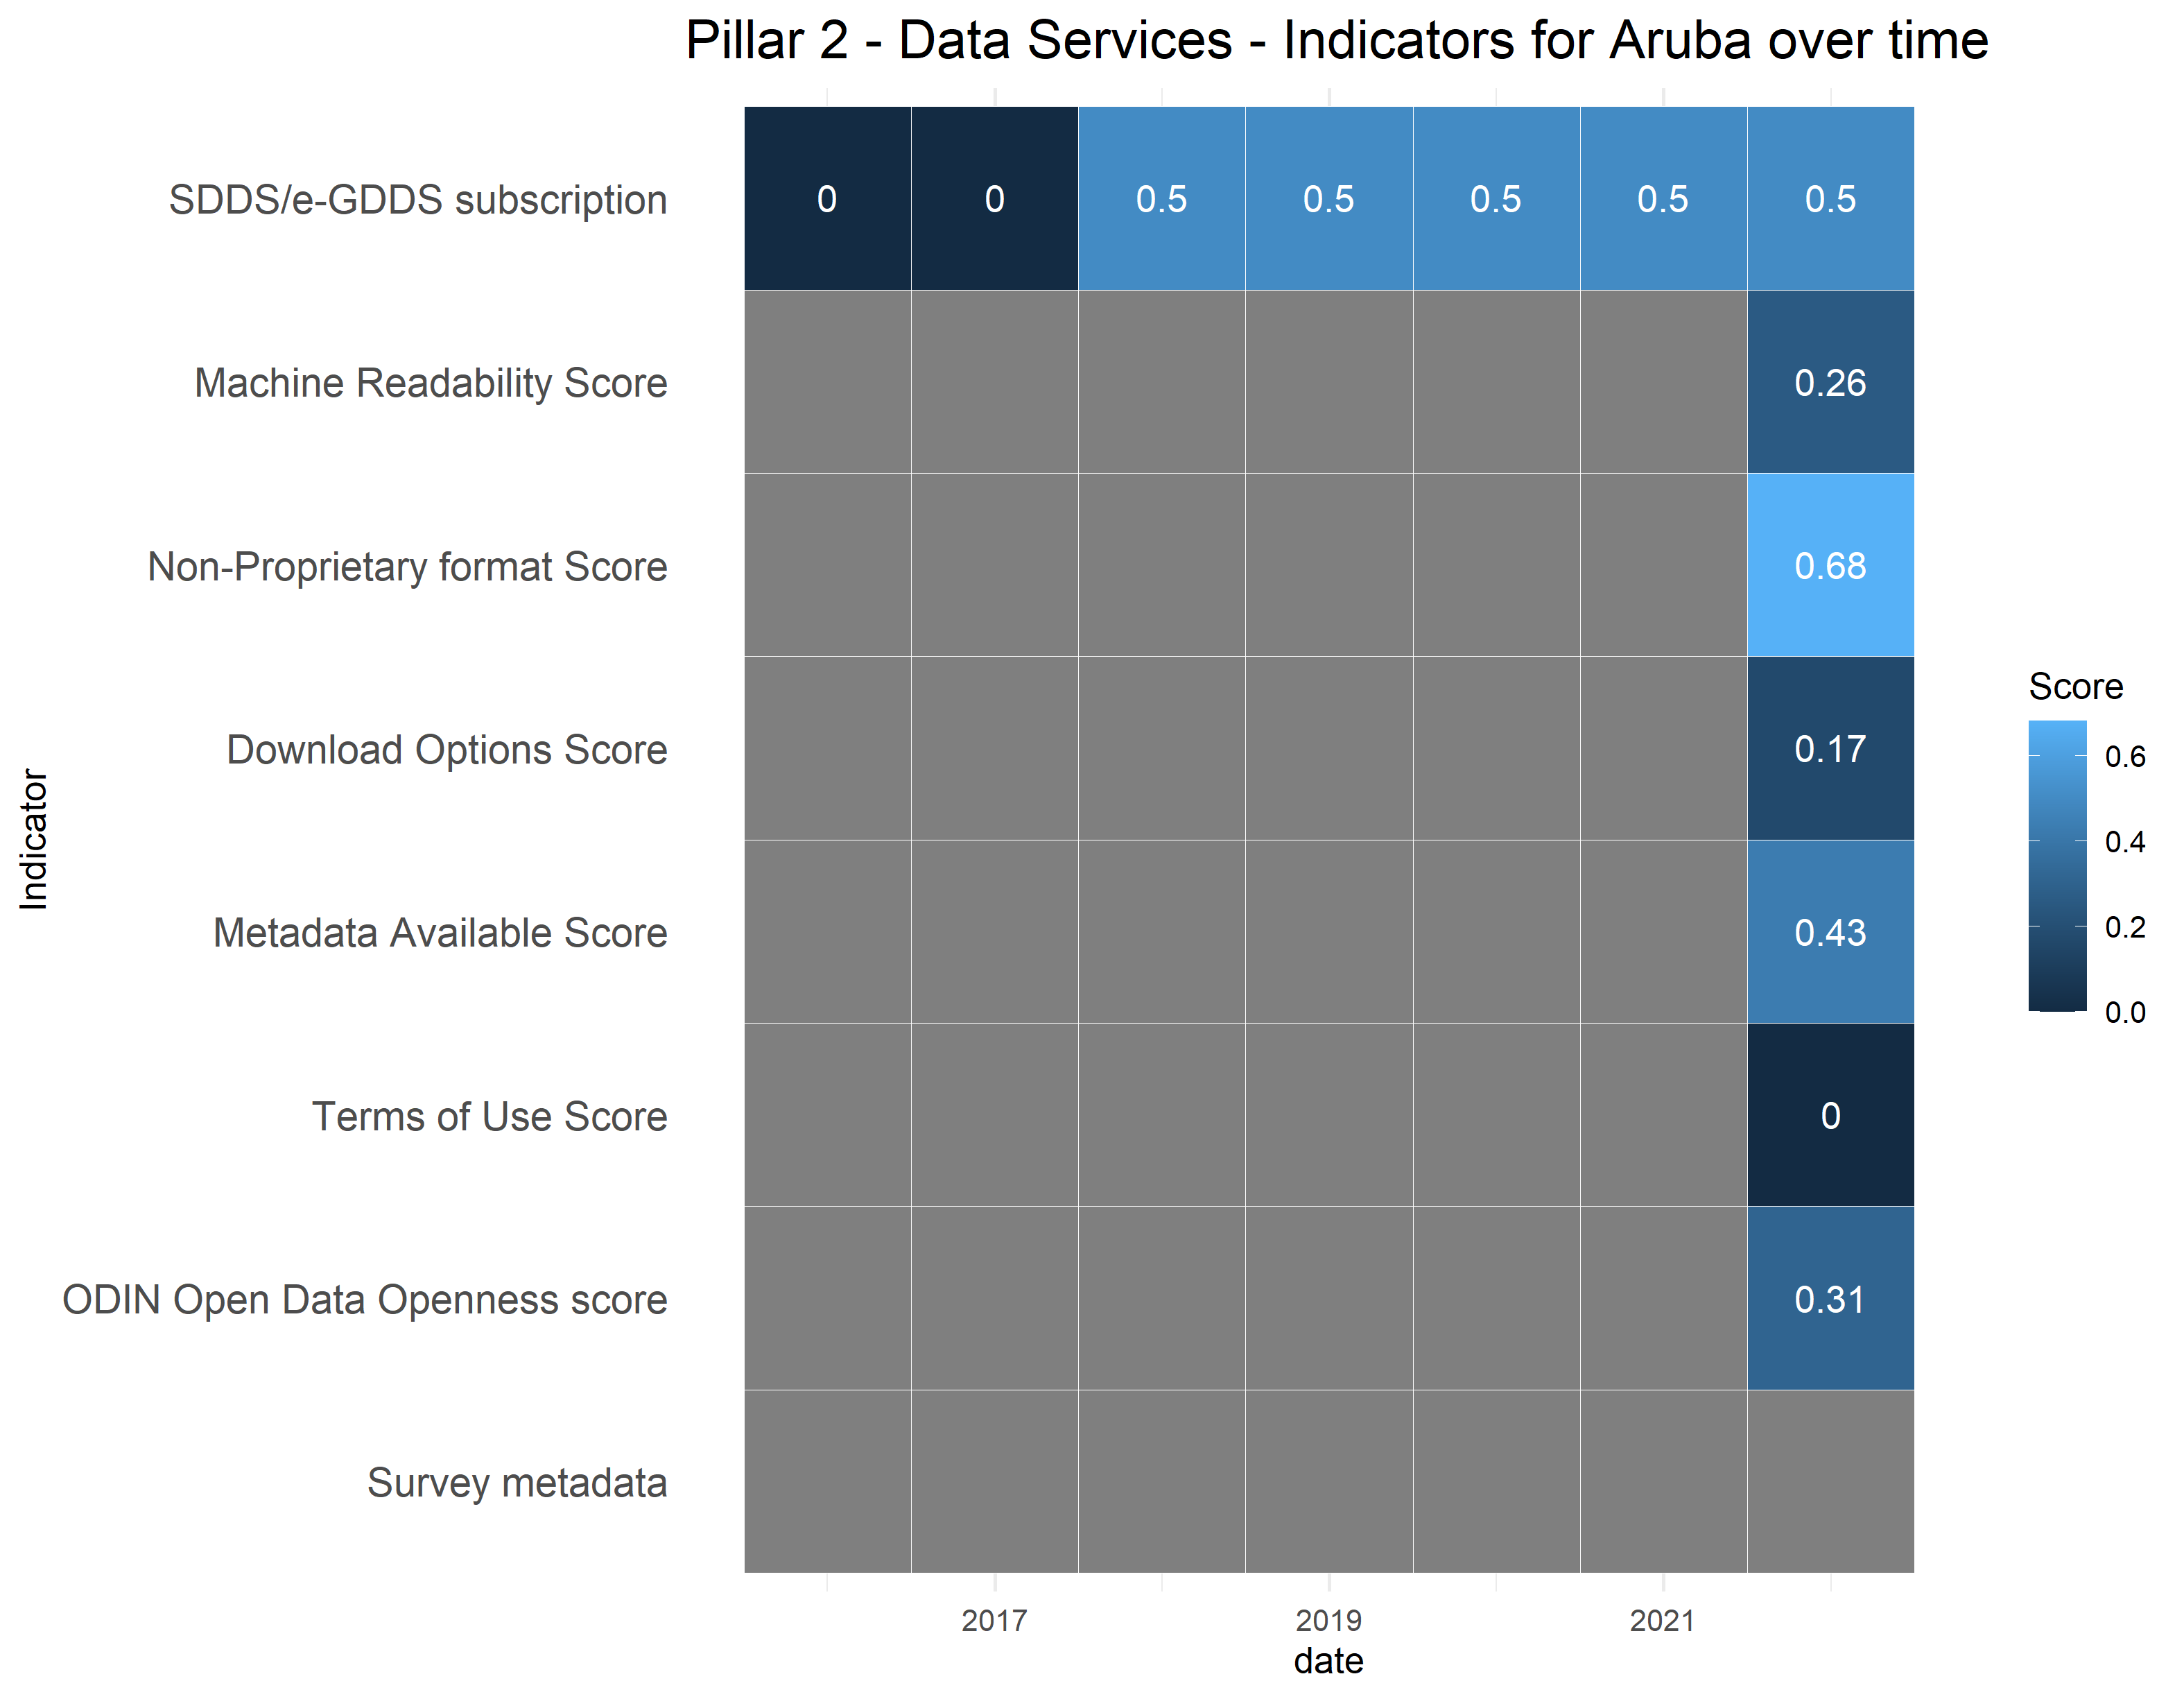 Pillar 2 - Data Services - Indicators for Aruba over time
SDDS/e-GDDS subscription
0 0 0.5 0.5 0.5 0.5 0.5
Machine Readability Score
0.26
Non-Proprietary format Score
0.68
Download Options Score
0.17
Metadata Available Score
0.43
Terms of Use Score
0
ODIN Open Data Openness score
0.31
Survey metadata
Indicator
2017 2019 2021
date
Score
0.6
0.4
0.2
0.0